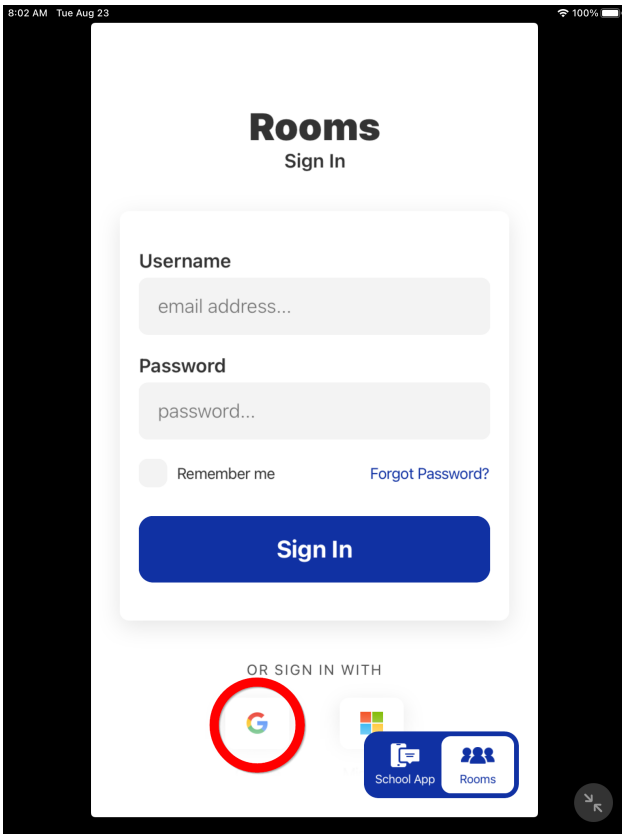 8:02 AM Tue Aug 23 100%
Rooms
Sign In
Username
email address...
Password
password...
Remember me Forgot Password?
Sign In
OR SIGN IN WITH
G
School App Rooms